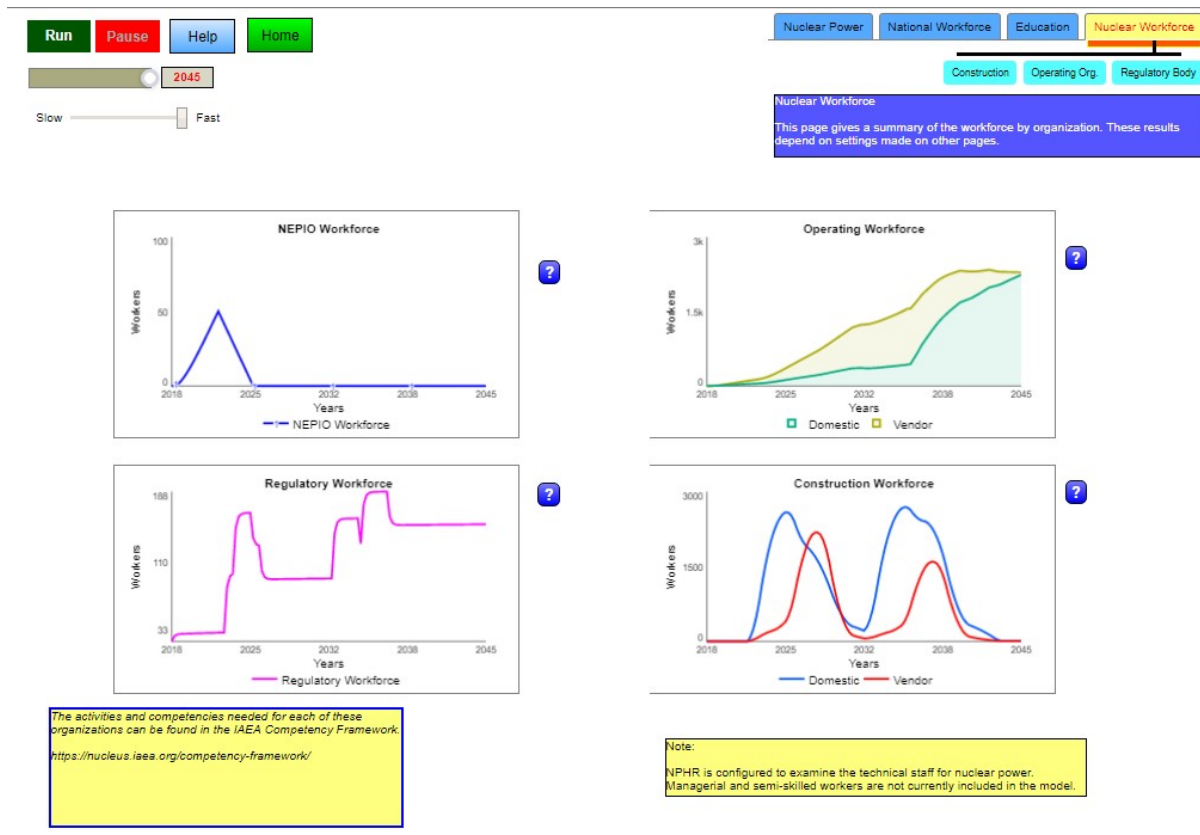 Run
Pause
Help
Home
Nuclear Power
National Workforce
Education
Nuclear Workforce
2045
Construction
Operating Org.
Regulatory Body
Slow
Fast
Nuclear Workforce
This page gives a summary of the workforce by organization. These results
depend on settings made on other pages.
NEPIO Workforce
100
50
0
Workers
2018
2025
2032
2038
2045
Years
NEPIO Workforce
?
Operating Workforce
3k
1.5k
0
Workers
2018
2025
2032
2038
2045
Years
Domestic
Vendor
?
Regulatory Workforce
188
110
33
Workers
2018
2025
2032
2038
2045
Years
Regulatory Workforce
?
Construction Workforce
3000
1500
0
Workers
2018
2025
2032
2038
2045
Years
Domestic
Vendor
?
The activities and competencies needed for each of these
organizations can be found in the IAEA Competency Framework.
https://nucleus.iaea.org/competency-framework/
Note:
NPHR is configured to examine the technical staff for nuclear power.
Managerial and semi-skilled workers are not currently included in the model.